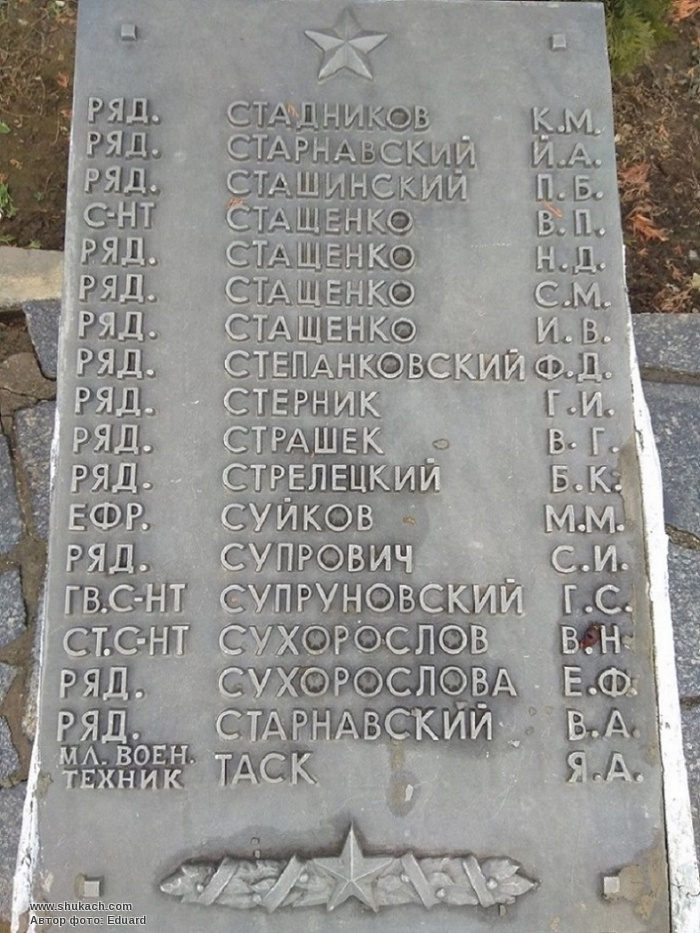 РЯД. СТАДНИКОВ К.М.
РЯД. СТАРНАВСКИЙ Й.А.
РЯД. СТАШИНСКИЙ П.Б.
С-НТ СТАЩЕНКО В.П.
РЯД. СТАЩЕНКО Н.Д.
РЯД. СТАЩЕНКО С.М.
РЯД. СТАЩЕНКО И.В.
РЯД. СТЕПАНКОВСКИЙ Ф.Д.
РЯД. СТЕРНИК Г.И.
РЯД. СТРАШЕК В.Г.
РЯД. СТРЕЛЕЦКИЙ Б.К.
ЕФР. СУЙКОВ М.М.
РЯД. СУПРОВИЧ С.И.
ГВ.С-НТ СУПРУНОВСКИЙ Г.С.
СТ.С-НТ СУХОРОСЛОВ В.Н
РЯД. СУХОРОСЛОВА Е.Ф.
РЯД. СТАРНАВСКИЙ В.А.
МЛ. ВОЕН.
ТЕХНИК ТАСК Я.А.
www.shukach.com
Автор фото: Eduard